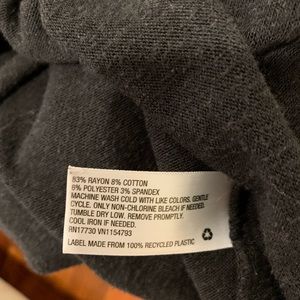 83% RAYON 8% COTTON
6% POLYESTER 3% SPANDEX
MACHINE WASH COLD WITH LIKE COLORS. GENTLE
CYCLE. ONLY NON-CHLORINE BLEACH IF NEEDED.
TUMBLE DRY LOW. REMOVE PROMPTLY.
COOL IRON IF NEEDED.
RN17730 VN1154793
LABEL MADE FROM 100% RECYCLED PLASTIC